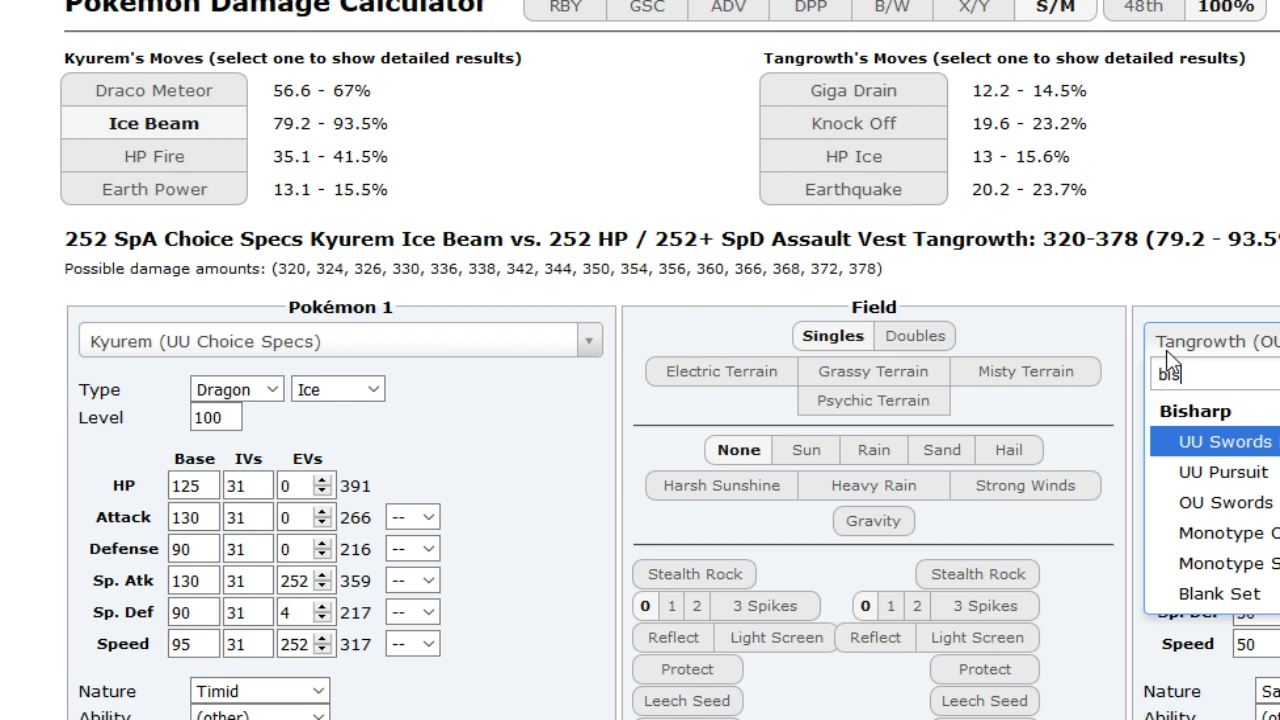 Pokémon Damage Calculator
RBY GSC ADV DPP B/W X/Y S/M 48th 100%
Kyurem's Moves (select one to show detailed results)
Draco Meteor 56.6 - 67%
Ice Beam 79.2 - 93.5%
HP Fire 35.1 - 41.5%
Earth Power 13.1 - 15.5%
Tangrowth's Moves (select one to show detailed results)
Giga Drain 12.2 - 14.5%
Knock Off 19.6 - 23.2%
HP Ice 13 - 15.6%
Earthquake 20.2 - 23.7%
252 SpA Choice Specs Kyurem Ice Beam vs. 252 HP / 252+ SpD Assault Vest Tangrowth: 320-378 (79.2 - 93.5
Possible damage amounts: (320, 324, 326, 330, 336, 338, 342, 344, 350, 354, 356, 360, 366, 368, 372, 378)
Pokémon 1
Kyurem (UU Choice Specs)
Type Dragon Ice
Level 100
Base IVs EVs
HP 125 31 0 391
Attack 130 31 0 266 --
Defense 90 31 0 216 --
Sp. Atk 130 31 252 359 --
Sp. Def 90 31 4 217 --
Speed 95 31 252 317 --
Nature Timid
Ability (other)
Field
Singles Doubles
Electric Terrain Grassy Terrain Misty Terrain
Psychic Terrain
None Sun Rain Sand Hail
Harsh Sunshine Heavy Rain Strong Winds
Gravity
Stealth Rock Stealth Rock
0 1 2 3 Spikes 0 1 2 3 Spikes
Reflect Light Screen Reflect Light Screen
Protect Protect
Leech Seed Leech Seed
Tangrowth (OU
bis
Bisharp
UU Swords
UU Pursuit
OU Swords
Monotype
Monotype S
Blank Set
Speed 50
Nature Sa